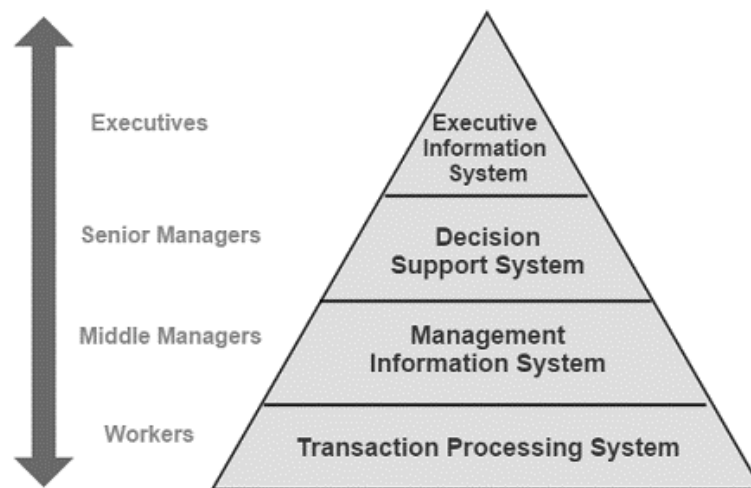 Executives
Executive
Information
System
Senior Managers
Decision
Support System
Middle Managers
Management
Information System
Workers
Transaction Processing System